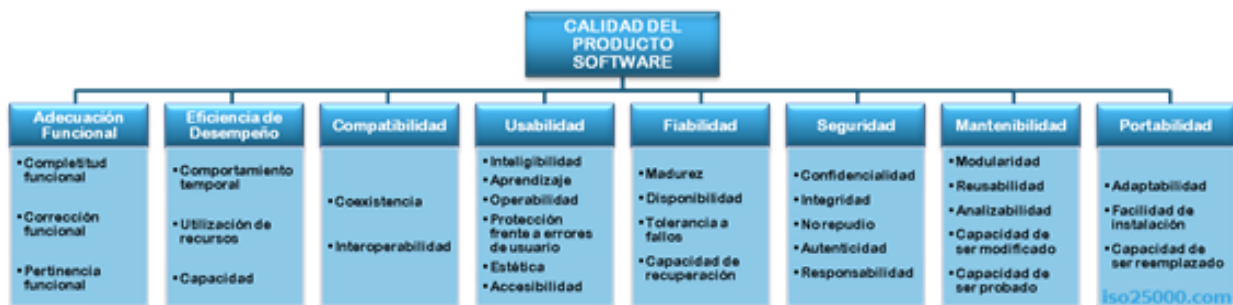 CALIDAD DEL
PRODUCTO
SOFTWARE
Adecuación
Funcional
• Completitud
funcional
• Corrección
funcional
• Pertinencia
funcional
Eficiencia de
Desempeño
• Comportamiento
temporal
• Utilización de
recursos
• Capacidad
Compatibilidad
• Coexistencia
• Interoperabilidad
Usabilidad
• Inteligibilidad
• Aprendizaje
• Operabilidad
• Protección
frente a errores
de usuario
• Estética
• Accesibilidad
Fiabilidad
• Madurez
• Disponibilidad
• Tolerancia a
fallos
• Capacidad de
recuperación
Seguridad
• Confidencialidad
• Integridad
• No repudio
• Autenticidad
• Responsabilidad
Mantenibilidad
• Modularidad
• Reusabilidad
• Analizabilidad
• Capacidad de
ser modificado
• Capacidad de
ser probado
Portabilidad
• Adaptabilidad
• Facilidad de
instalación
• Capacidad de
ser reemplazado
iso25000.com